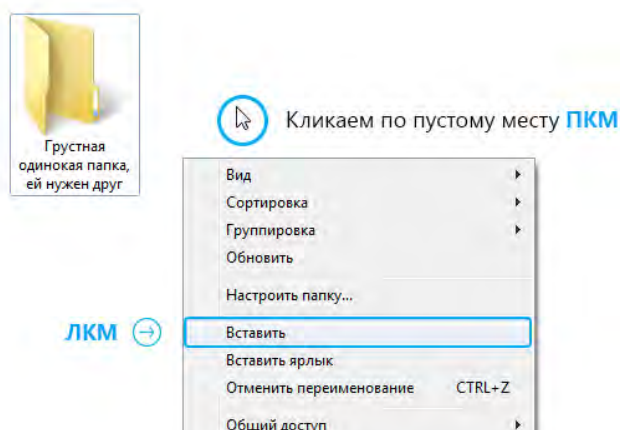 Грустная
одинокая папка,
ей нужен друг
Кликаем по пустому месту ПКМ
Вид
Сортировка
Группировка
Обновить
Настроить папку...
ЛКМ
Вставить
Вставить ярлык
Отменить переименование CTRL+Z
Общий доступ